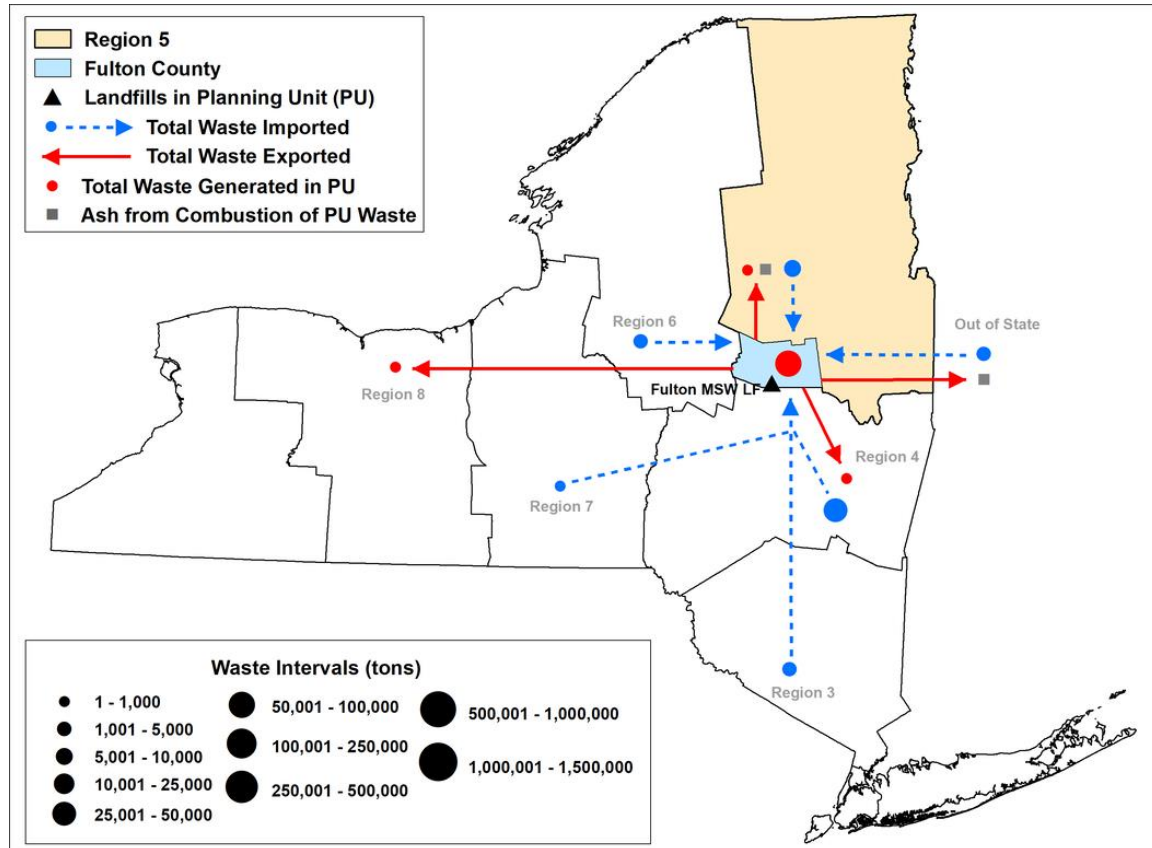 Region 5
Fulton County
Landfills in Planning Unit (PU)
Total Waste Imported
Total Waste Exported
Total Waste Generated in PU
Ash from Combustion of PU Waste
Region 6
Out of State
Region 8
Fulton MSW LF
Region 4
Region 7
Region 3
Waste Intervals (tons)
1 - 1,000
1,001 - 5,000
5,001 - 10,000
10,001 - 25,000
25,001 - 50,000
50,001 - 100,000
100,001 - 250,000
250,001 - 500,000
500,001 - 1,000,000
1,000,001 - 1,500,000